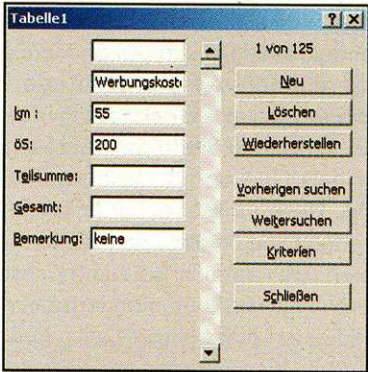 Tabelle1
1 von 125
Werbungskost
Neu
km : 55
Löschen
öS: 200
Wiederherstellen
Teilsumme:
Vorherigen suchen
Gesamt:
Weitersuchen
Bemerkung: keine
Kriterien
Schließen